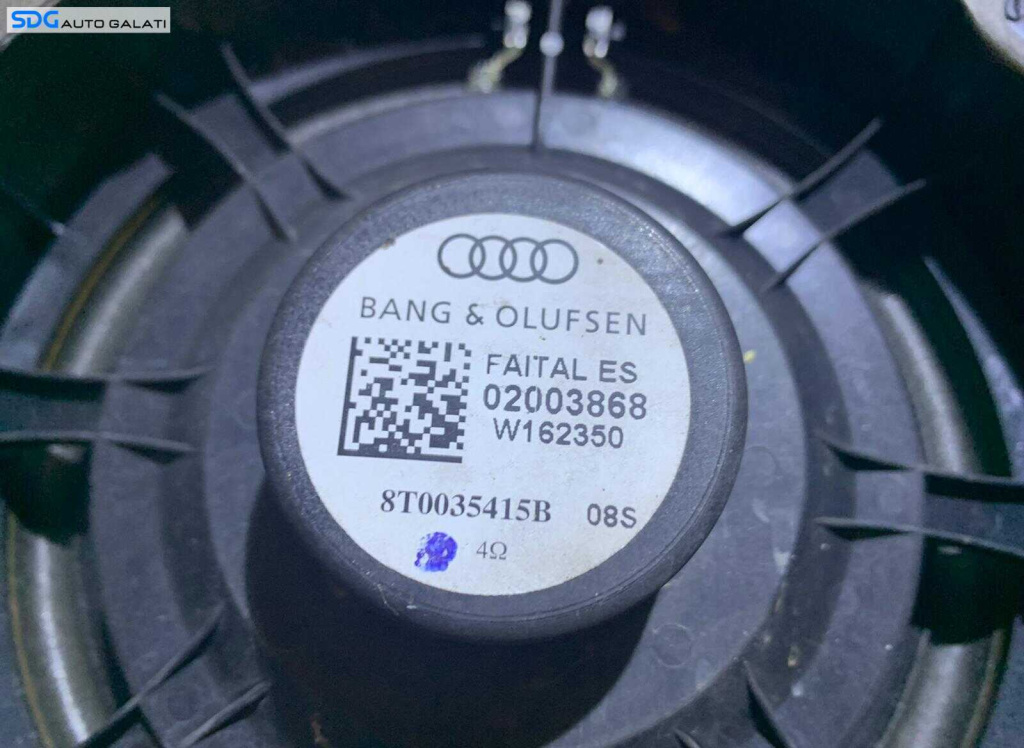 SDG AUTO GALATI
BANG & OLUFSEN
FAITAL ES
02003868
W162350
8T0035415B 08S
4Ω